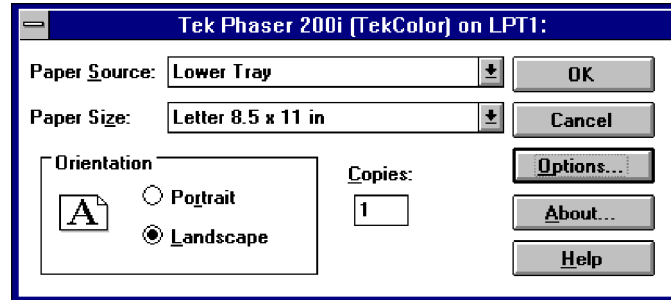 Tek Phaser 200i (TekColor) on LPT1:
Paper Source: Lower Tray
OK
Paper Size: Letter 8.5 x 11 in
Cancel
Orientation
Copies:
Options...
A
Portrait
1
About...
Landscape
Help